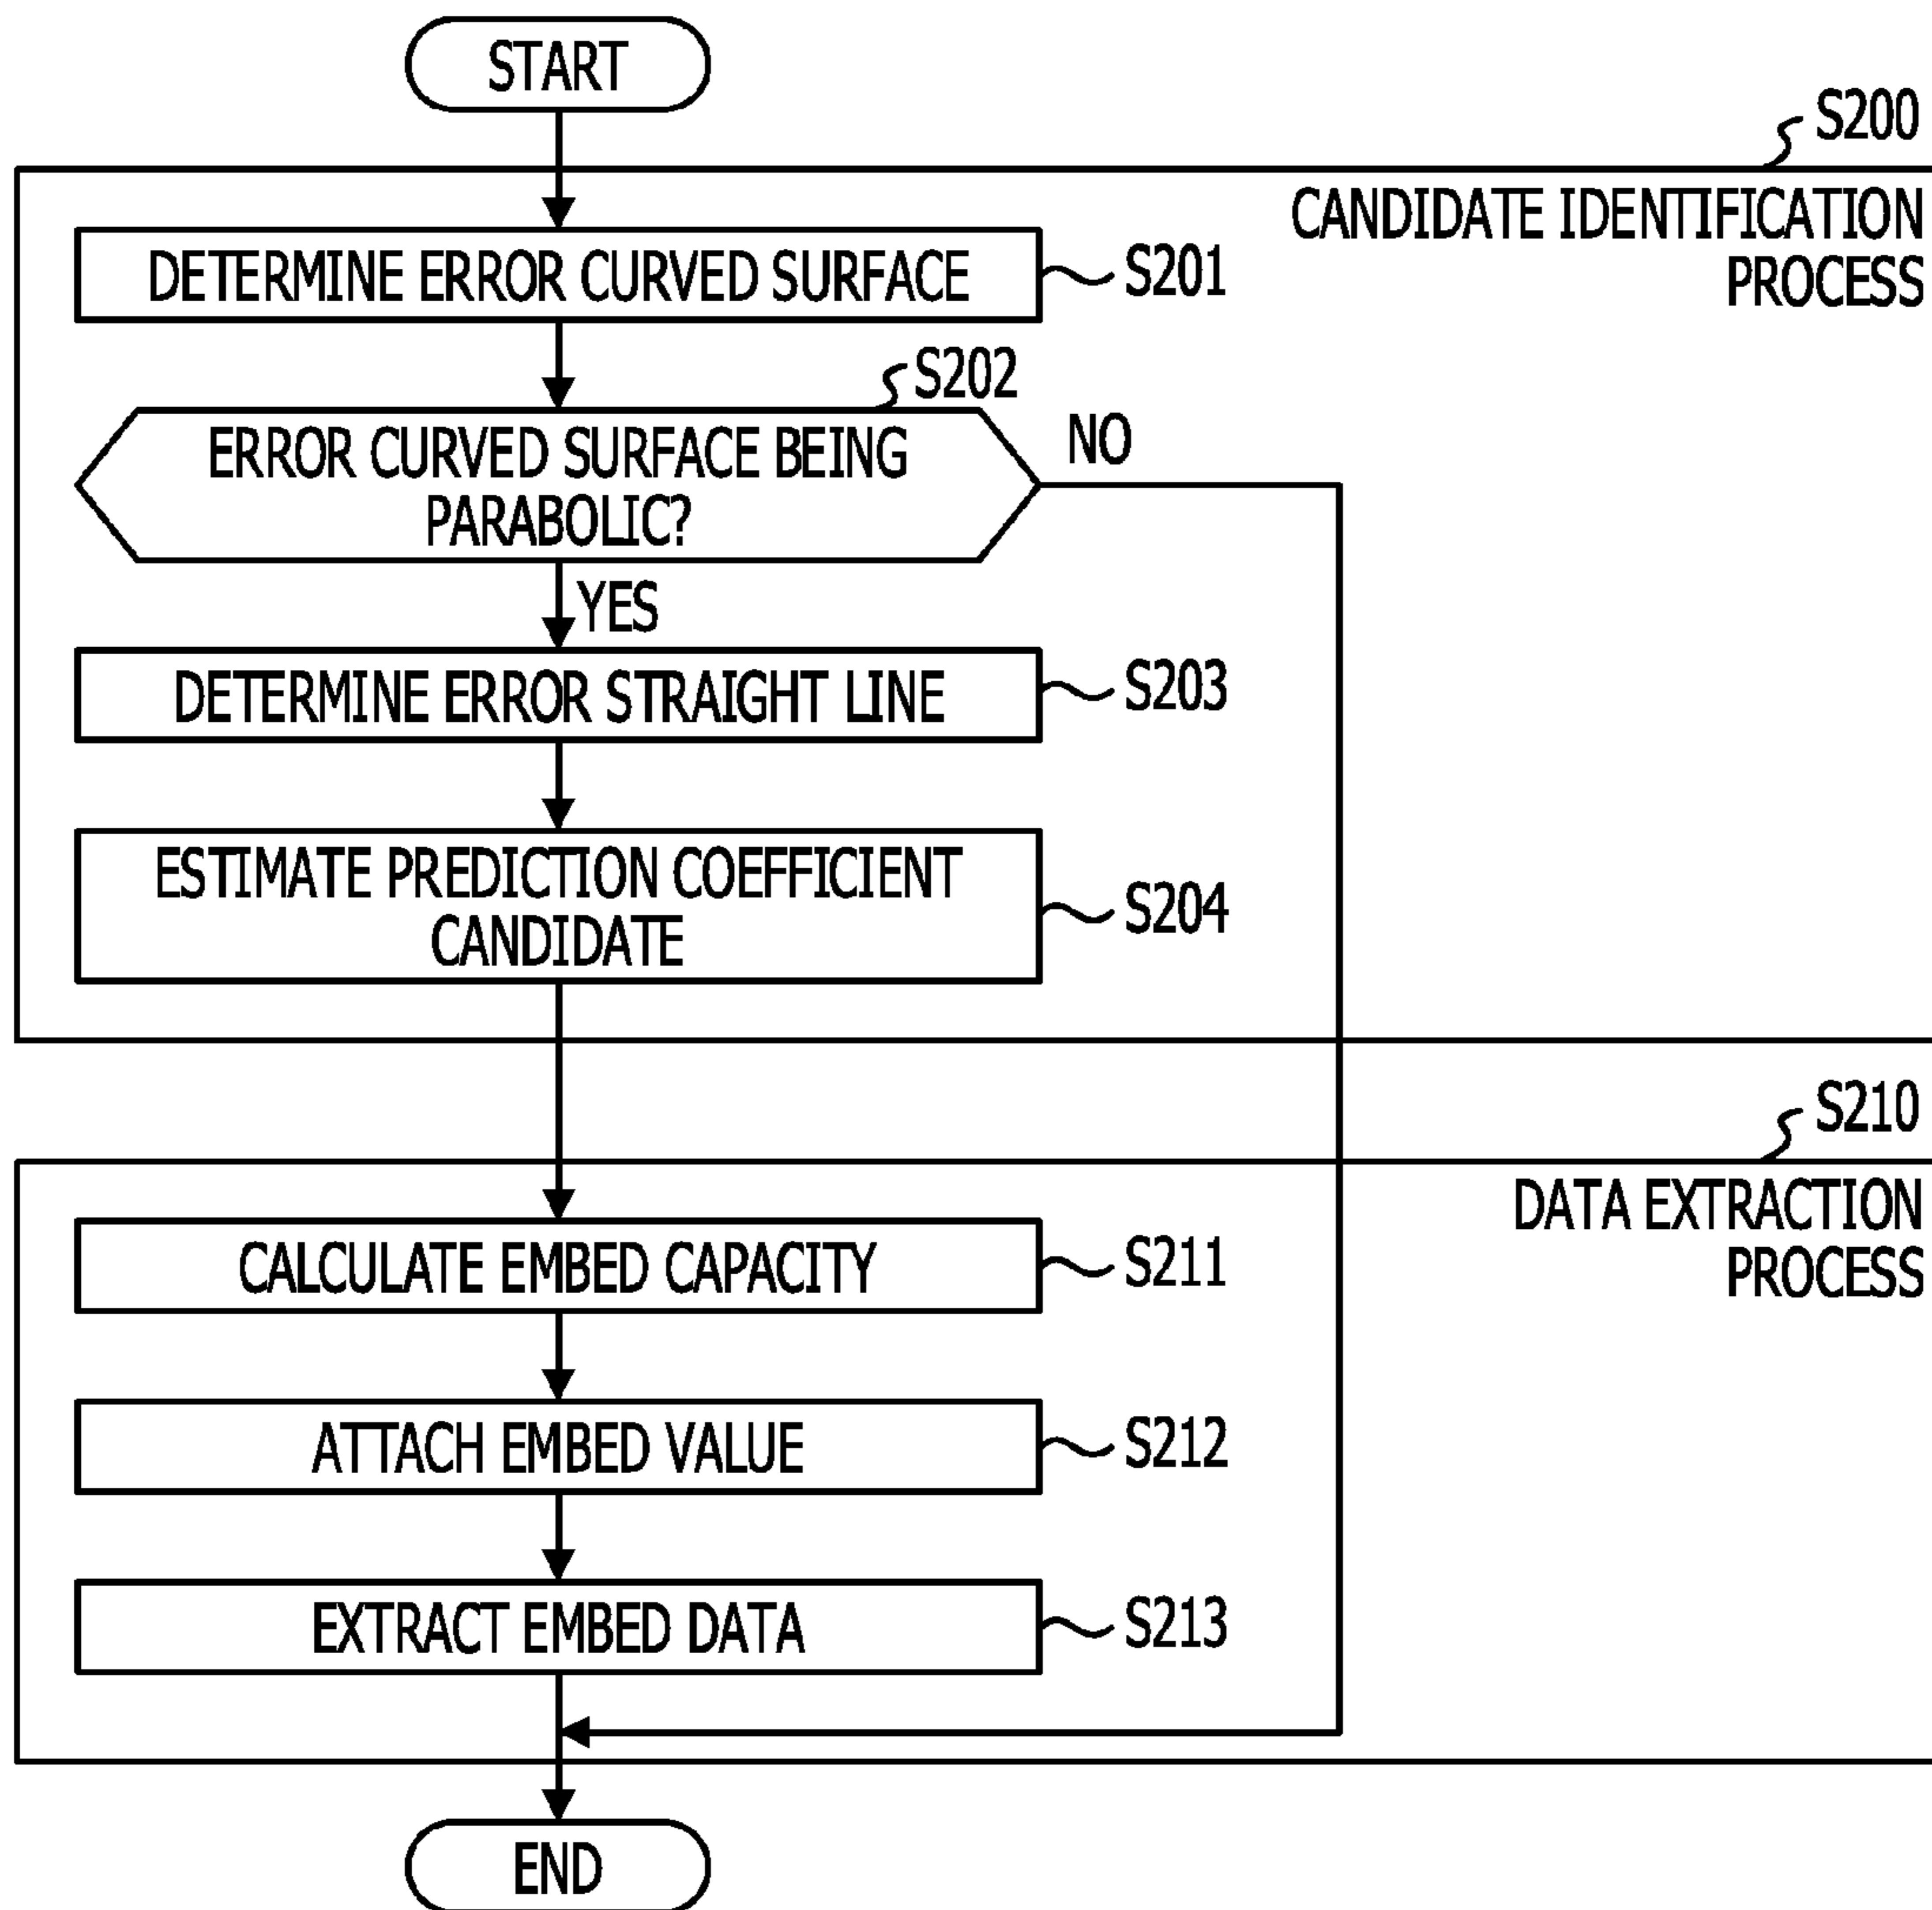 START
S200
CANDIDATE IDENTIFICATION
PROCESS
DETERMINE ERROR CURVED SURFACE
S201
S202
ERROR CURVED SURFACE BEING
PARABOLIC?
NO
YES
DETERMINE ERROR STRAIGHT LINE
S203
ESTIMATE PREDICTION COEFFICIENT
CANDIDATE
S204
S210
DATA EXTRACTION
PROCESS
CALCULATE EMBED CAPACITY
S211
ATTACH EMBED VALUE
S212
EXTRACT EMBED DATA
S213
END